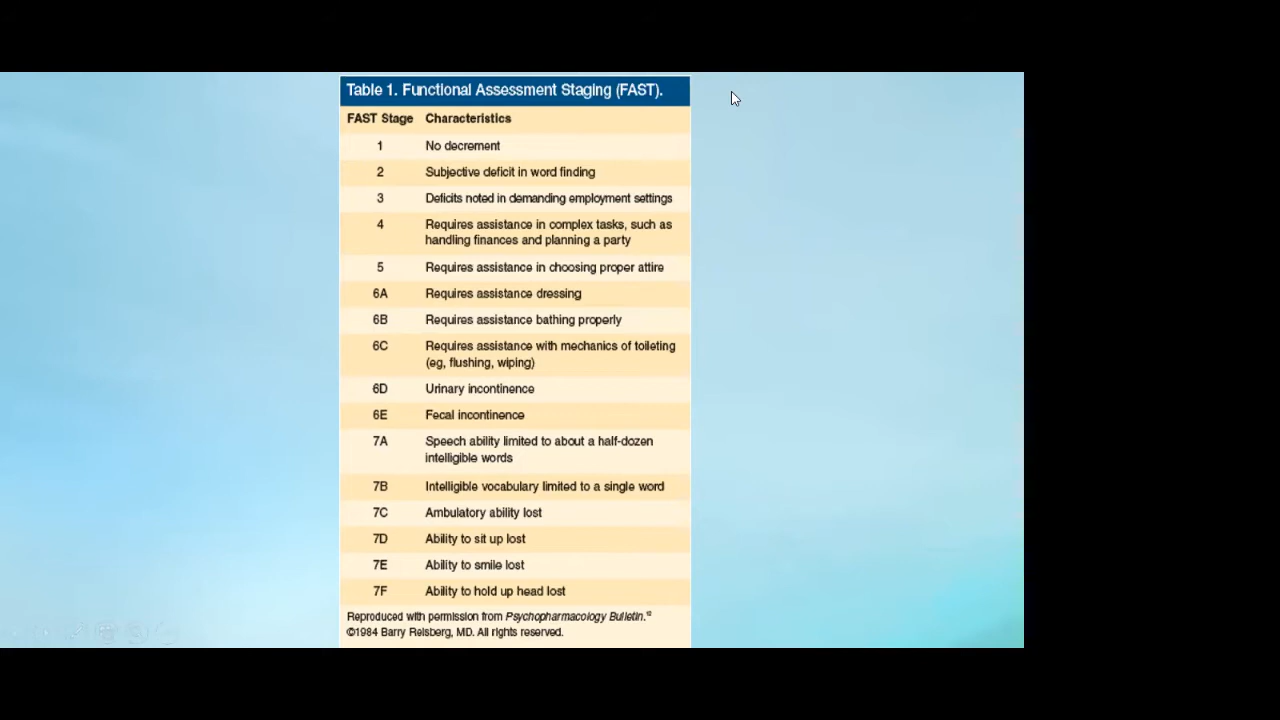 Table 1. Functional Assessment Staging (FAST).
FAST Stage Characteristics
1 No decrement
2 Subjective deficit in word finding
3 Deficits noted in demanding employment settings
4 Requires assistance in complex tasks, such as
handling finances and planning a party
5 Requires assistance in choosing proper attire
6A Requires assistance dressing
6B Requires assistance bathing properly
6C Requires assistance with mechanics of toileting
(eg, flushing, wiping)
6D Urinary incontinence
6E Fecal incontinence
7A Speech ability limited to about a half-dozen
intelligible words
7B Intelligible vocabulary limited to a single word
7C Ambulatory ability lost
7D Ability to sit up lost
7E Ability to smile lost
7F Ability to hold up head lost
Reproduced with permission from Psychopharmacology Bulletin.¹²
©1984 Barry Reisberg, MD. All rights reserved.